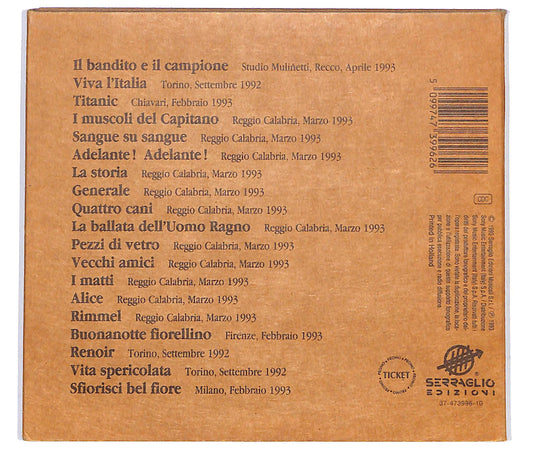 Il bandito e il campione Studio Mulinetti, Recco, Aprile 1993
Viva l'Italia Torino, Settembre 1992
Titanic Chiavari, Febbraio 1993
I muscoli del Capitano Reggio Calabria, Marzo 1993
Sangue su sangue Reggio Calabria, Marzo 1993
Adelante! Adelante! Reggio Calabria, Marzo 1993
La storia Reggio Calabria, Marzo 1993
Generale Reggio Calabria, Marzo 1993
Quattro cani Reggio Calabria, Marzo 1993
La ballata dell'Uomo Ragno Reggio Calabria, Marzo 1993
Pezzi di vetro Reggio Calabria, Marzo 1993
Vecchi amici Reggio Calabria, Marzo 1993
I matti Reggio Calabria, Marzo 1993
Alice Reggio Calabria, Marzo 1993
Rimmel Reggio Calabria, Marzo 1993
Buonanotte fiorellino Firenze, Febbraio 1993
Renoir Torino, Settembre 1992
Vita spericolata Torino, Settembre 1992
Sfiorisci bel fiore Milano, Febbraio 1993
5 099747 399626
Printed in Holland
TICKET
SERRAGLIO
EDIZIONI
37-473996-10